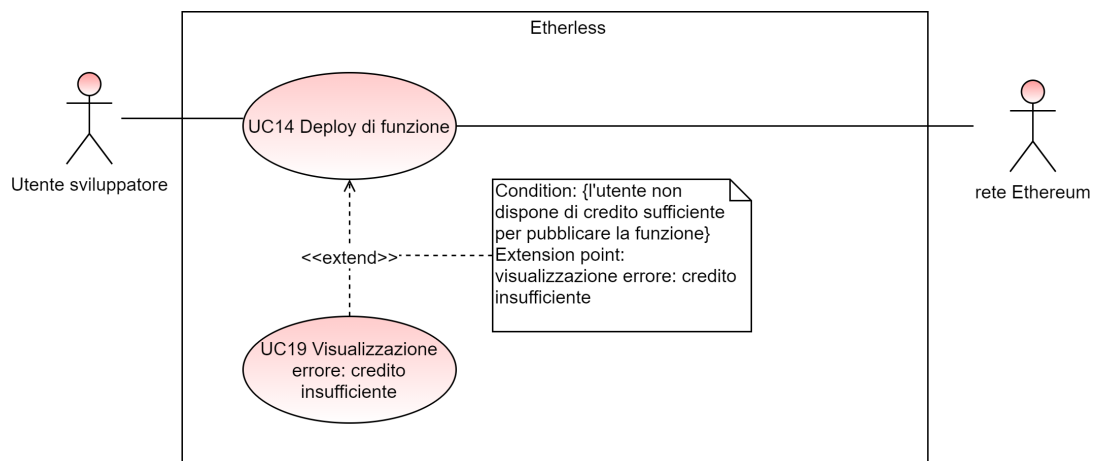 Etherless
UC14 Deploy di funzione
Utente sviluppatore
rete Ethereum
Condition: {l'utente non
dispone di credito sufficiente
per pubblicare la funzione}
Extension point:
visualizzazione errore: credito
insufficiente
<<extend>>
UC19 Visualizzazione
errore: credito
insufficiente